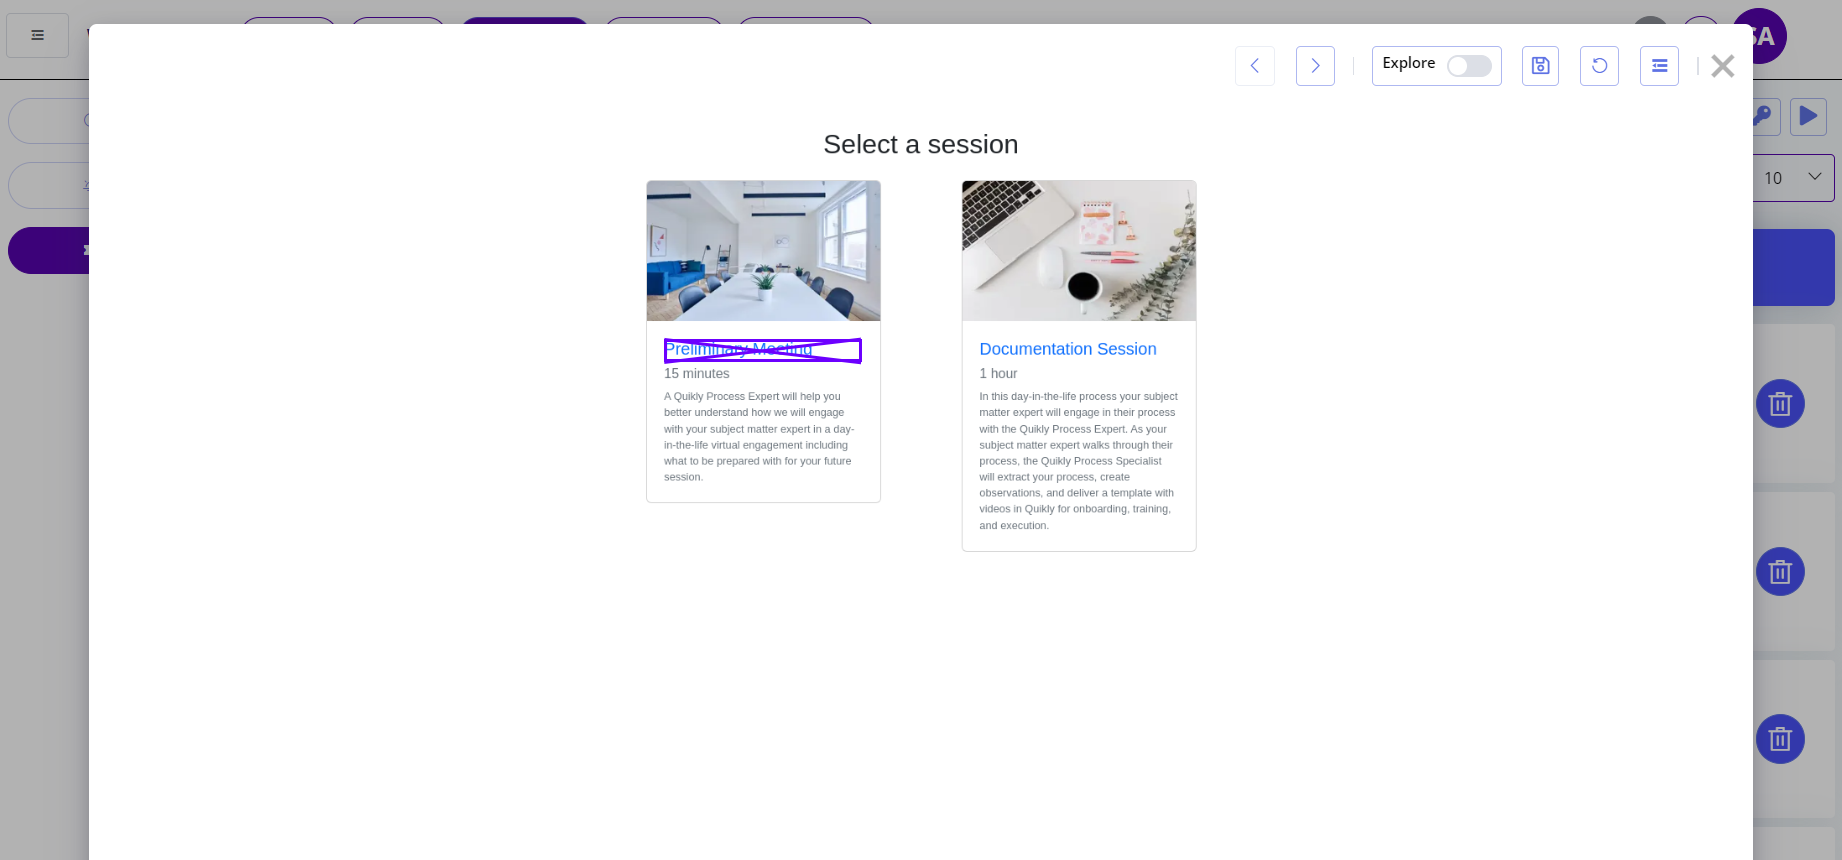 SA
Explore
10
Select a session
Preliminary Meeting
15 minutes
A Quikly Process Expert will help you
better understand how we will engage
with your subject matter expert in a day-
in-the-life virtual engagement including
what to be prepared with for your future
session.
Documentation Session
1 hour
In this day-in-the-life process your subject
matter expert will engage in their process
with the Quikly Process Expert. As your
subject matter expert walks through their
process, the Quikly Process Specialist
will extract your process, create
observations, and deliver a template with
videos in Quikly for onboarding, training,
and execution.